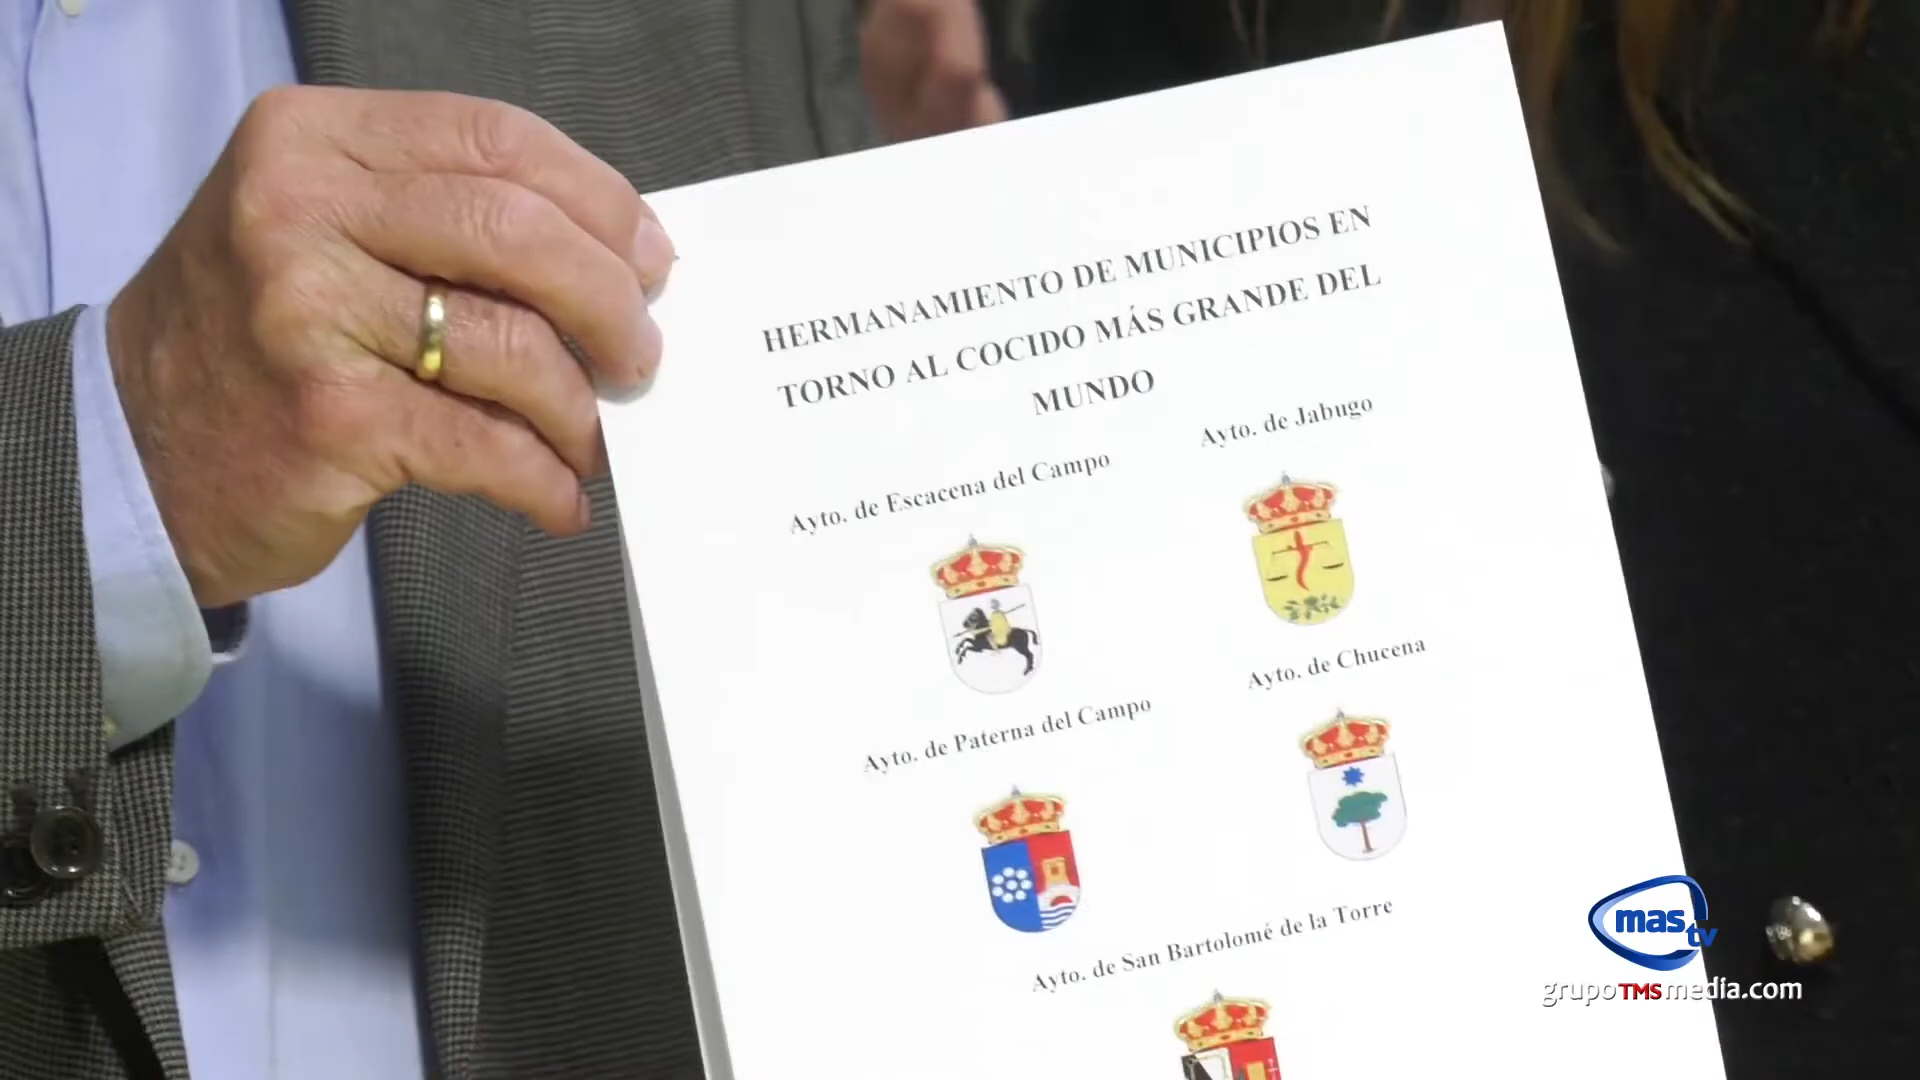 HERMANAMIENTO DE MUNICIPIOS EN
TORNO AL COCIDO MÁS GRANDE DEL
MUNDO
Ayto. de Escacena del Campo
Ayto. de Jabugo
Ayto. de Paterna del Campo
Ayto. de Chucena
Ayto. de San Bartolomé de la Torre
mas tv
grupoTMSmedia.com